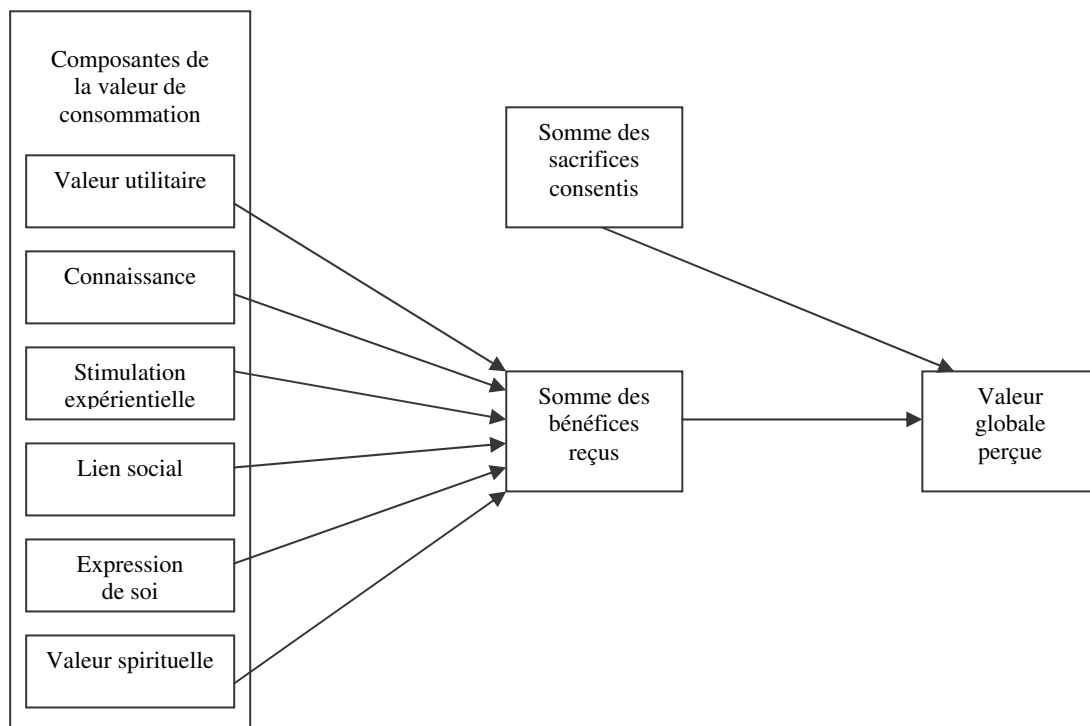 Composantes de
la valeur de
consommation
Valeur utilitaire
Connaissance
Stimulation
expérientielle
Lien social
Expression
de soi
Valeur spirituelle
Somme des
sacrifices
consentis
Somme des
bénéfices
reçus
Valeur
globale
perçue